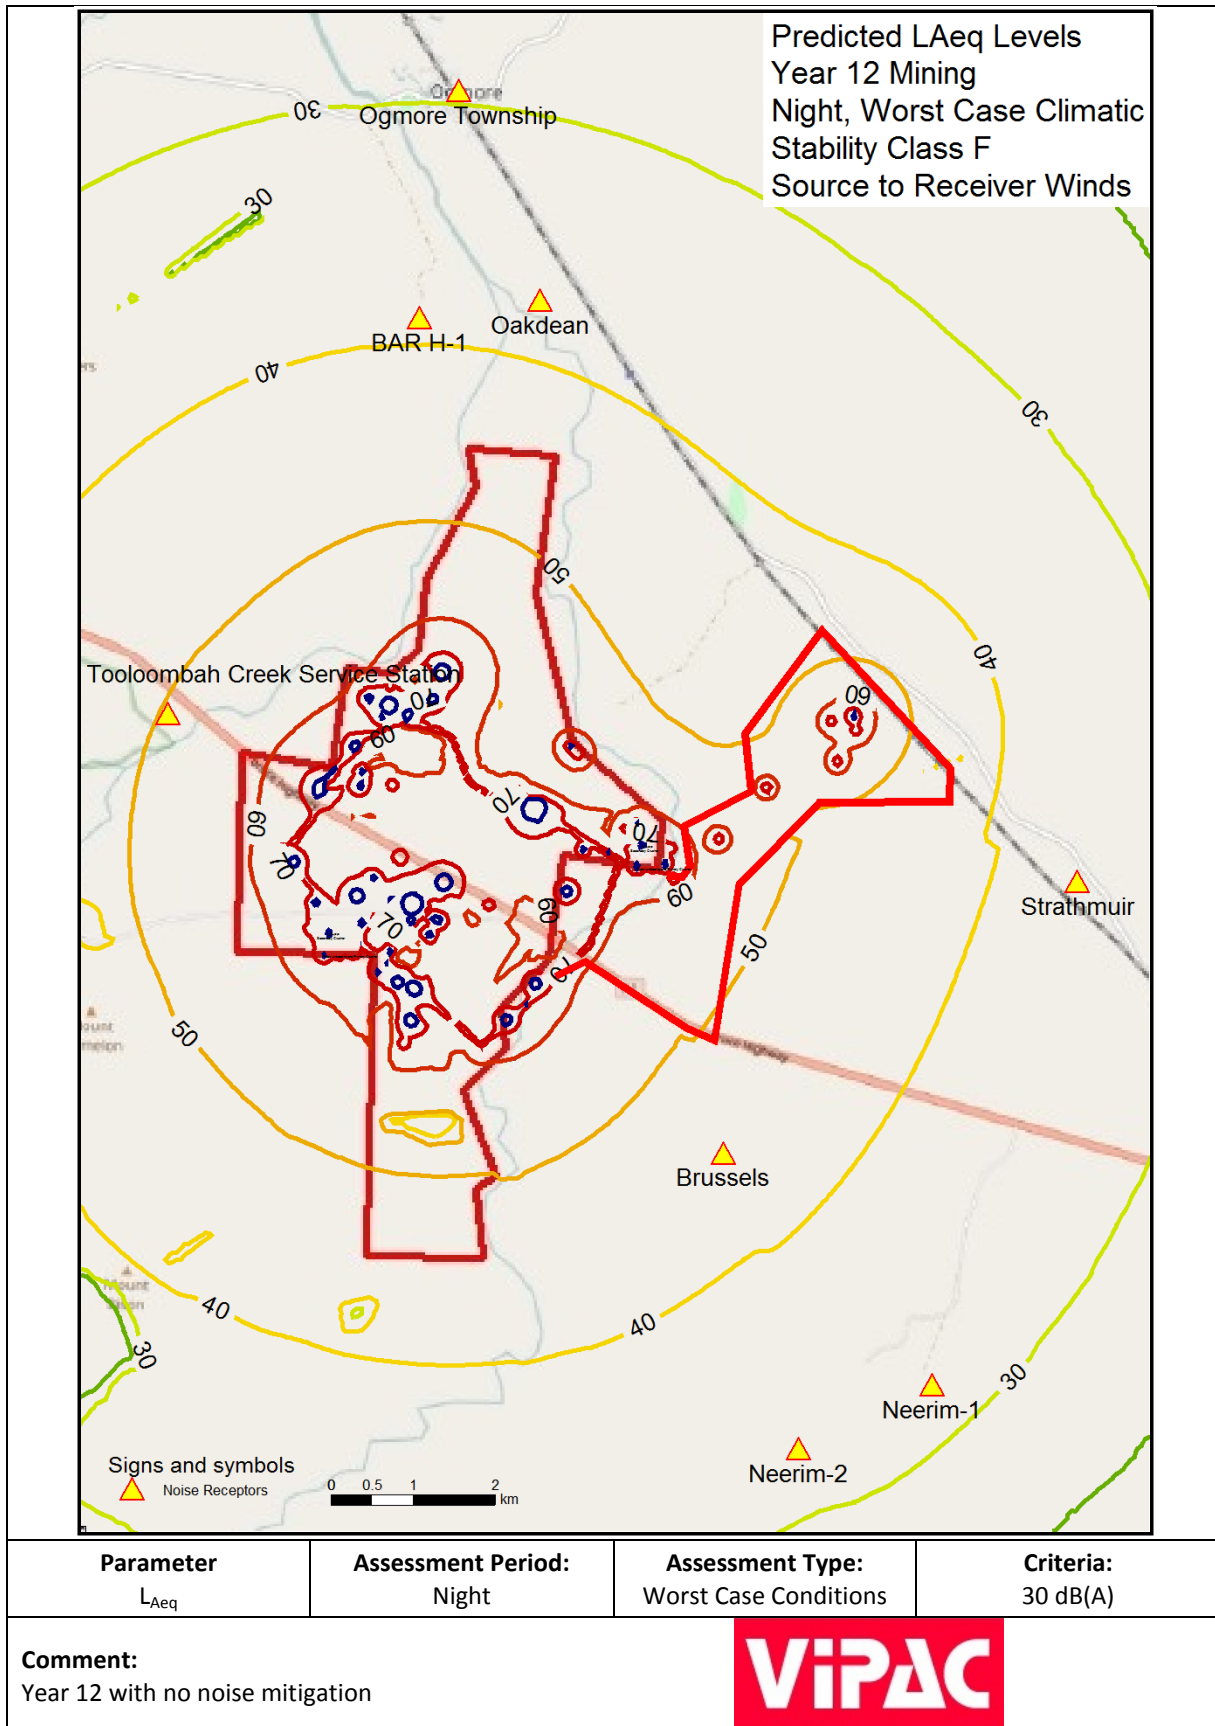 Predicted LAeq Levels
Year 12 Mining
Night, Worst Case Climatic
Stability Class F
Source to Receiver Winds
Ogmore Township
30
30
BAR H-1
Oakdean
40
30
50
40
Tooloombah Creek Service Station
70
60
60
70
70
60
70
60
Strathmuir
70
60
50
70
50
Brussels
40
40
30
30
Neerim-1
Neerim-2
Signs and symbols
Noise Receptors
0 0.5 1 2
km
Parameter
LAeq
Assessment Period:
Night
Assessment Type:
Worst Case Conditions
Criteria:
30 dB(A)
Comment:
Year 12 with no noise mitigation
ViPAC